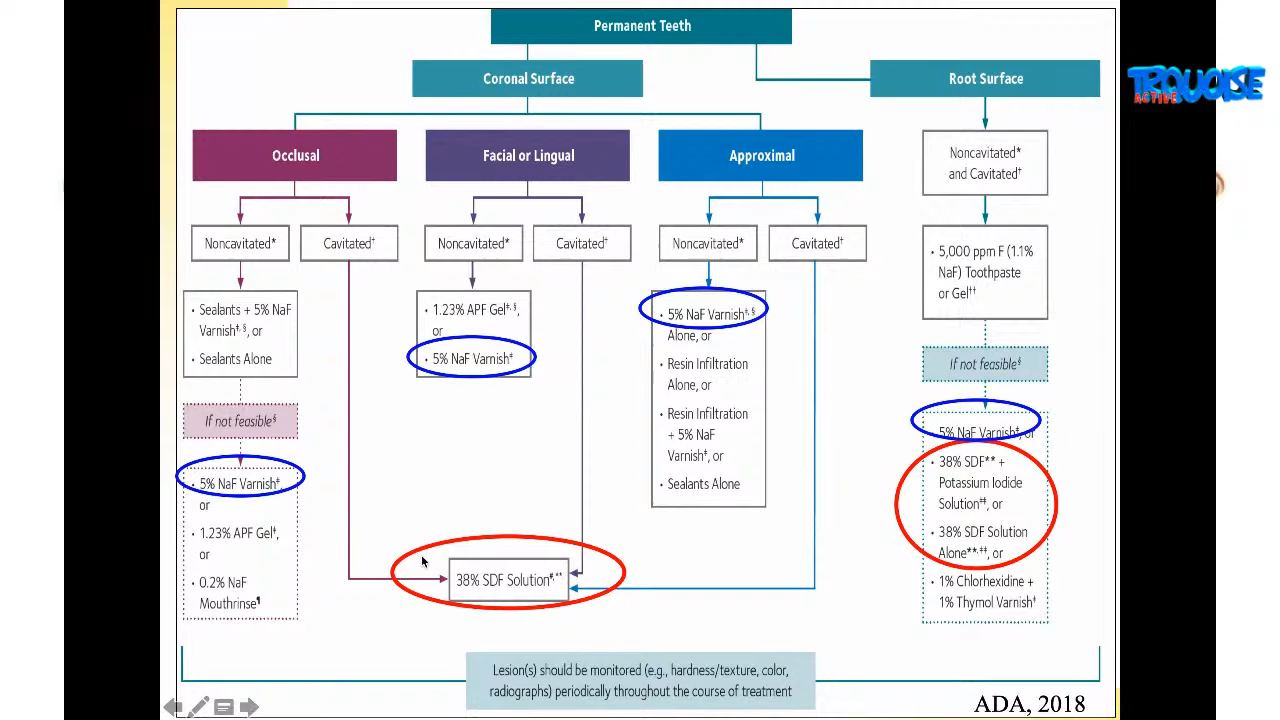 Permanent Teeth
Coronal Surface
Root Surface
TRQUOISE
ACTIVE
Occlusal
Facial or Lingual
Approximal
Noncavitated*
and Cavitated†
Noncavitated*
Cavitated†
Noncavitated*
Cavitated†
Noncavitated*
Cavitated†
• 5,000 ppm F (1.1%
NaF) Toothpaste
or Gel††
• Sealants + 5% NaF
Varnish‡,§, or
• Sealants Alone
• 1.23% APF Gel‡,§,
or
• 5% NaF Varnish‡
• 5% NaF Varnish‡,§
Alone, or
• Resin Infiltration
Alone, or
• Resin Infiltration
+ 5% NaF
Varnish‡, or
• Sealants Alone
If not feasible§
If not feasible§
• 5% NaF Varnish‡,
or
• 1.23% APF Gel‡,
or
• 0.2% NaF
Mouthrinse¶
5% NaF Varnish‡, or
• 38% SDF** +
Potassium Iodide
Solution‡‡, or
• 38% SDF Solution
Alone**,‡‡, or
• 1% Chlorhexidine +
1% Thymol Varnish‡
38% SDF Solution#,**
Lesion(s) should be monitored (e.g., hardness/texture, color,
radiographs) periodically throughout the course of treatment
ADA, 2018